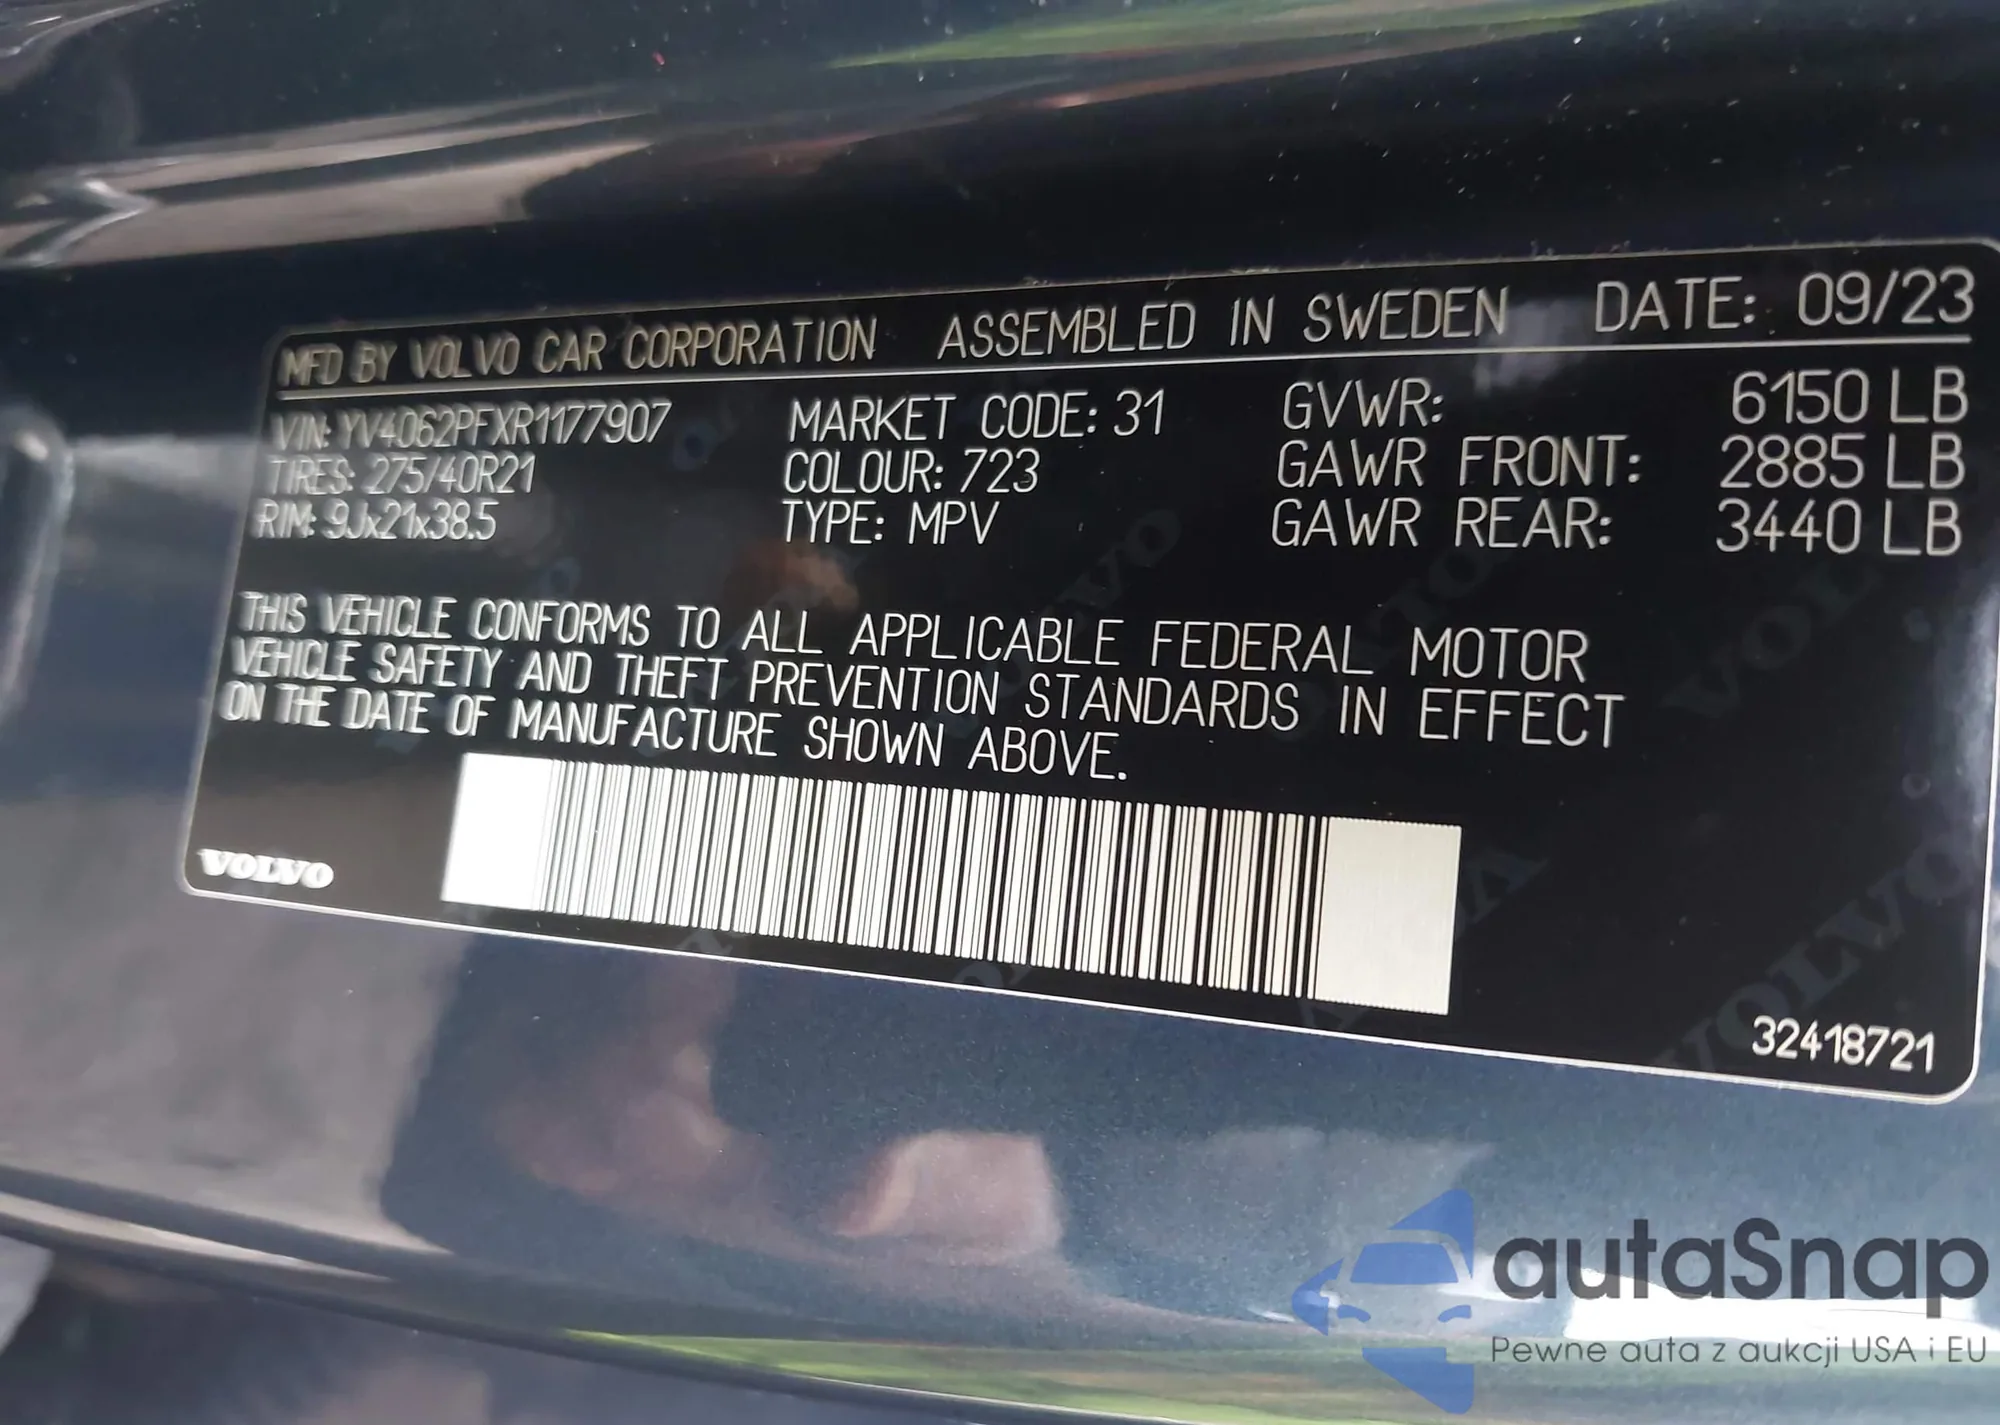 MFD BY VOLVO CAR CORPORATION ASSEMBLED IN SWEDEN DATE: 09/23
VIN: YV4062PFXR1177907 MARKET CODE: 31 GVWR: 6150 LB
TIRES: 275/40R21 COLOUR: 723 GAWR FRONT: 2885 LB
RIM: 9Jx21x38.5 TYPE: MPV GAWR REAR: 3440 LB
THIS VEHICLE CONFORMS TO ALL APPLICABLE FEDERAL MOTOR
VEHICLE SAFETY AND THEFT PREVENTION STANDARDS IN EFFECT
ON THE DATE OF MANUFACTURE SHOWN ABOVE.
VOLVO
32418721
autaSnap
Pewne auta z aukcji USA i EU